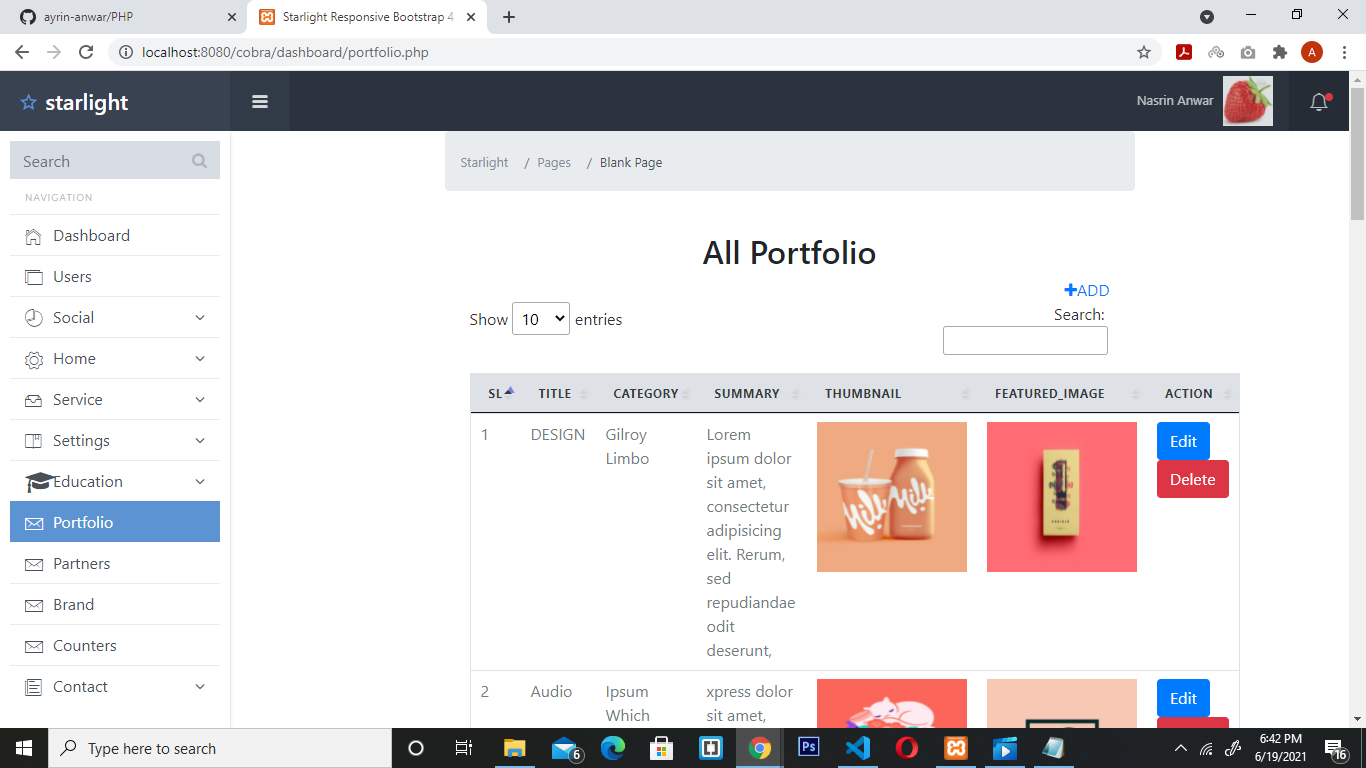 ayrin-anwar/PHP
Starlight Responsive Bootstrap 4
localhost:8080/cobra/dashboard/portfolio.php
A
starlight
Nasrin Anwar
Search
NAVIGATION
Dashboard
Users
Social
Home
Service
Settings
Education
Portfolio
Partners
Brand
Counters
Contact
Starlight / Pages / Blank Page
All Portfolio
ADD
Show 10 entries
Search:
SL TITLE CATEGORY SUMMARY THUMBNAIL FEATURED_IMAGE ACTION
1 DESIGN Gilroy Limbo
Lorem
ipsum dolor
sit amet,
consectetur
adipisicing
elit. Rerum,
sed
repudiandae
odit
deserunt,
Milk Milk
Edit
Delete
2 Audio Ipsum Which
xpress dolor
sit amet,
Edit
Type here to search
6
Ps
6:42 PM
6/19/2021
16